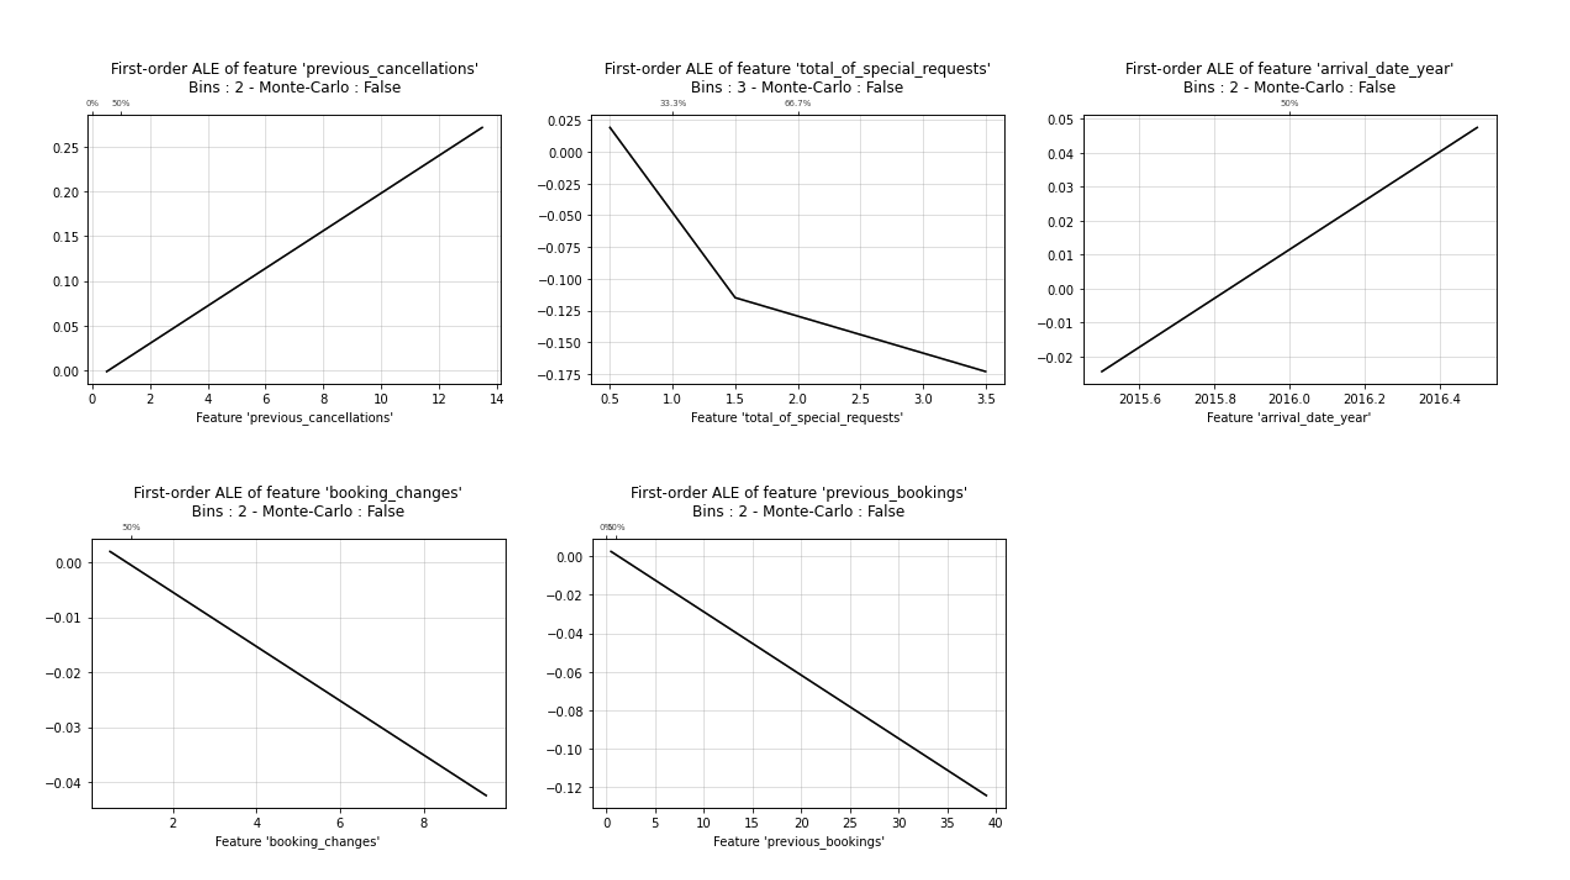 First-order ALE of feature 'previous_cancellations'
Bins : 2 - Monte-Carlo : False
0% 50%
0.25
0.20
0.15
0.10
0.05
0.00
0 2 4 6 8 10 12 14
Feature 'previous_cancellations'
First-order ALE of feature 'total_of_special_requests'
Bins : 3 - Monte-Carlo : False
33.3% 66.7%
0.025
0.000
−0.025
−0.050
−0.075
−0.100
−0.125
−0.150
−0.175
0.5 1.0 1.5 2.0 2.5 3.0 3.5
Feature 'total_of_special_requests'
First-order ALE of feature 'arrival_date_year'
Bins : 2 - Monte-Carlo : False
50%
0.05
0.04
0.03
0.02
0.01
0.00
−0.01
−0.02
2015.6 2015.8 2016.0 2016.2 2016.4
Feature 'arrival_date_year'
First-order ALE of feature 'booking_changes'
Bins : 2 - Monte-Carlo : False
50%
0.00
−0.01
−0.02
−0.03
−0.04
2 4 6 8
Feature 'booking_changes'
First-order ALE of feature 'previous_bookings'
Bins : 2 - Monte-Carlo : False
0% 50%
0.00
−0.02
−0.04
−0.06
−0.08
−0.10
−0.12
0 5 10 15 20 25 30 35 40
Feature 'previous_bookings'